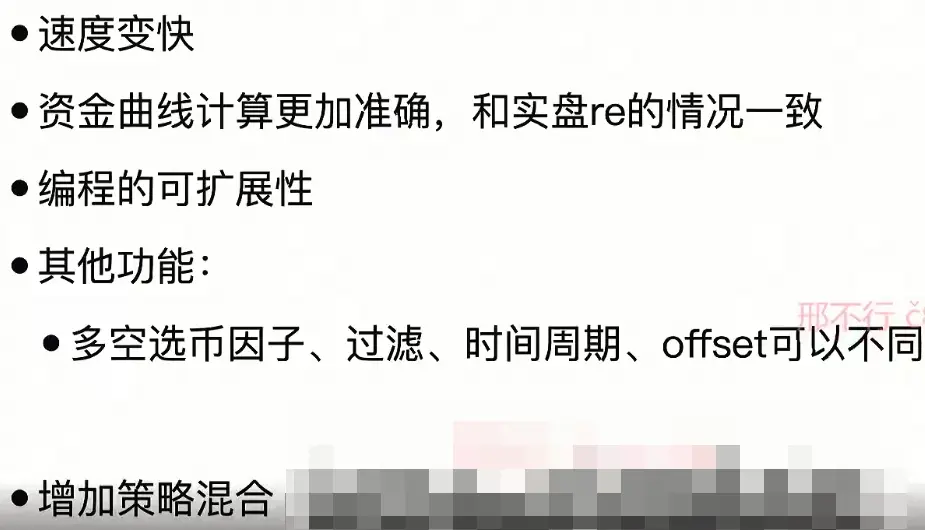 速度变快
资金曲线计算更加准确，和实盘re的情况一致
编程的可扩展性
其他功能：
邢不行
多空选币因子、过滤、时间周期、offset可以不同
增加策略混合